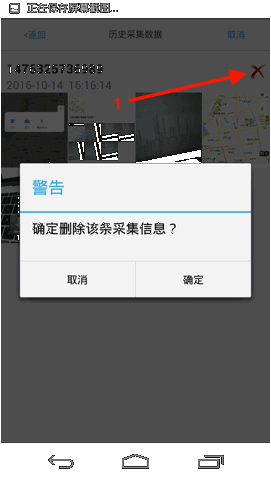 正在保存屏幕截图...
<返回 历史采集数据 取消
2016-10-14 16:16:14
1
警告
确定删除该条采集信息？
取消 确定